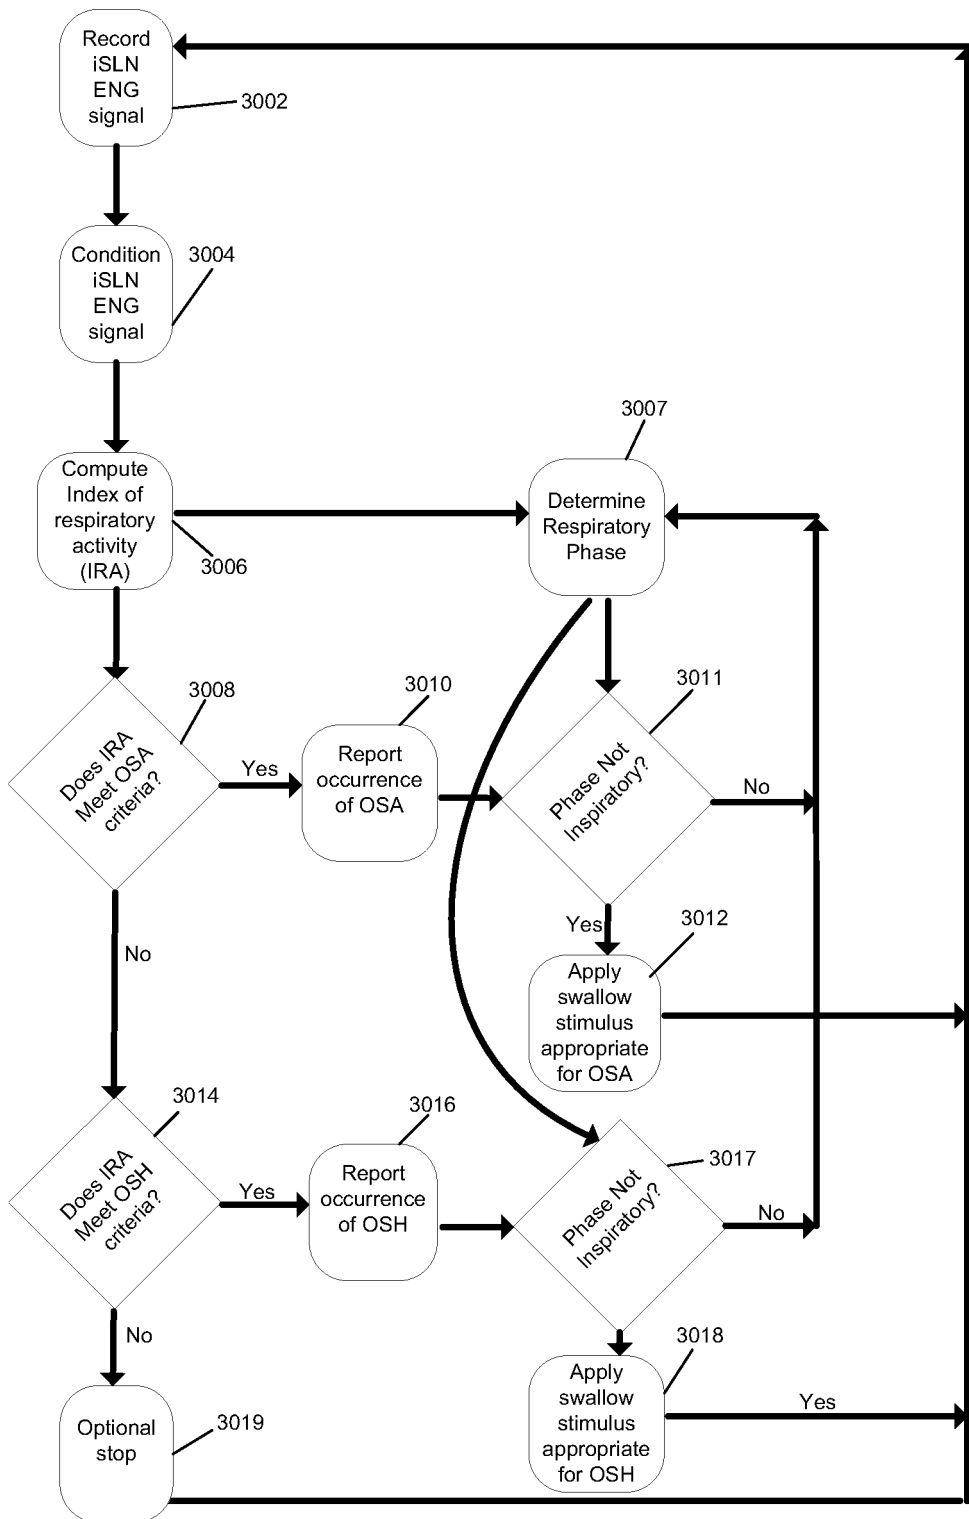 Record
iSLN
ENG
signal
3002
Condition
iSLN
ENG
signal
3004
Compute
Index of
respiratory
activity
(IRA)
3006
3007
Determine
Respiratory
Phase
3008
Does IRA
Meet OSA
criteria?
Yes
No
3010
Report
occurrence
of OSA
3011
Phase Not
Inspiratory?
No
Yes
3012
Apply
swallow
stimulus
appropriate
for OSA
3014
Does IRA
Meet OSH
criteria?
Yes
No
3016
Report
occurrence
of OSH
3017
Phase Not
Inspiratory?
No
3018
Apply
swallow
stimulus
appropriate
for OSH
Yes
Optional
stop
3019